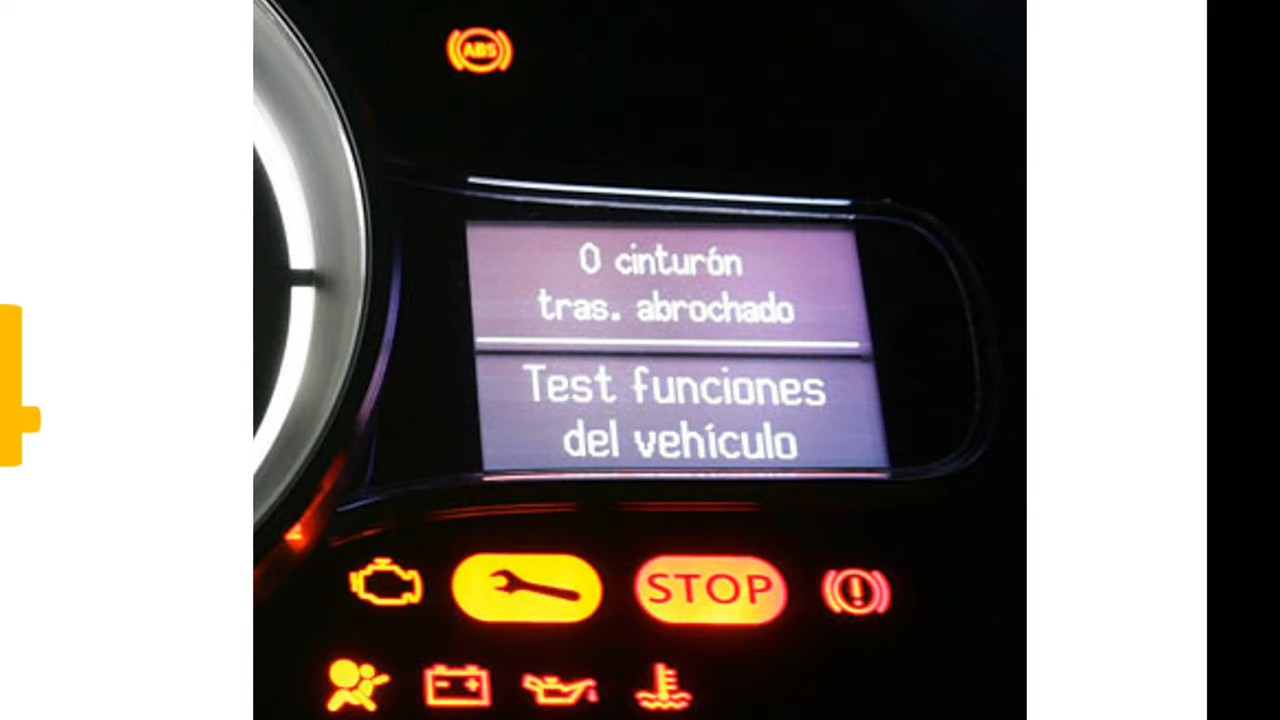 ABS
0 cinturón
tras. abrochado
Test funciones
del vehículo
STOP